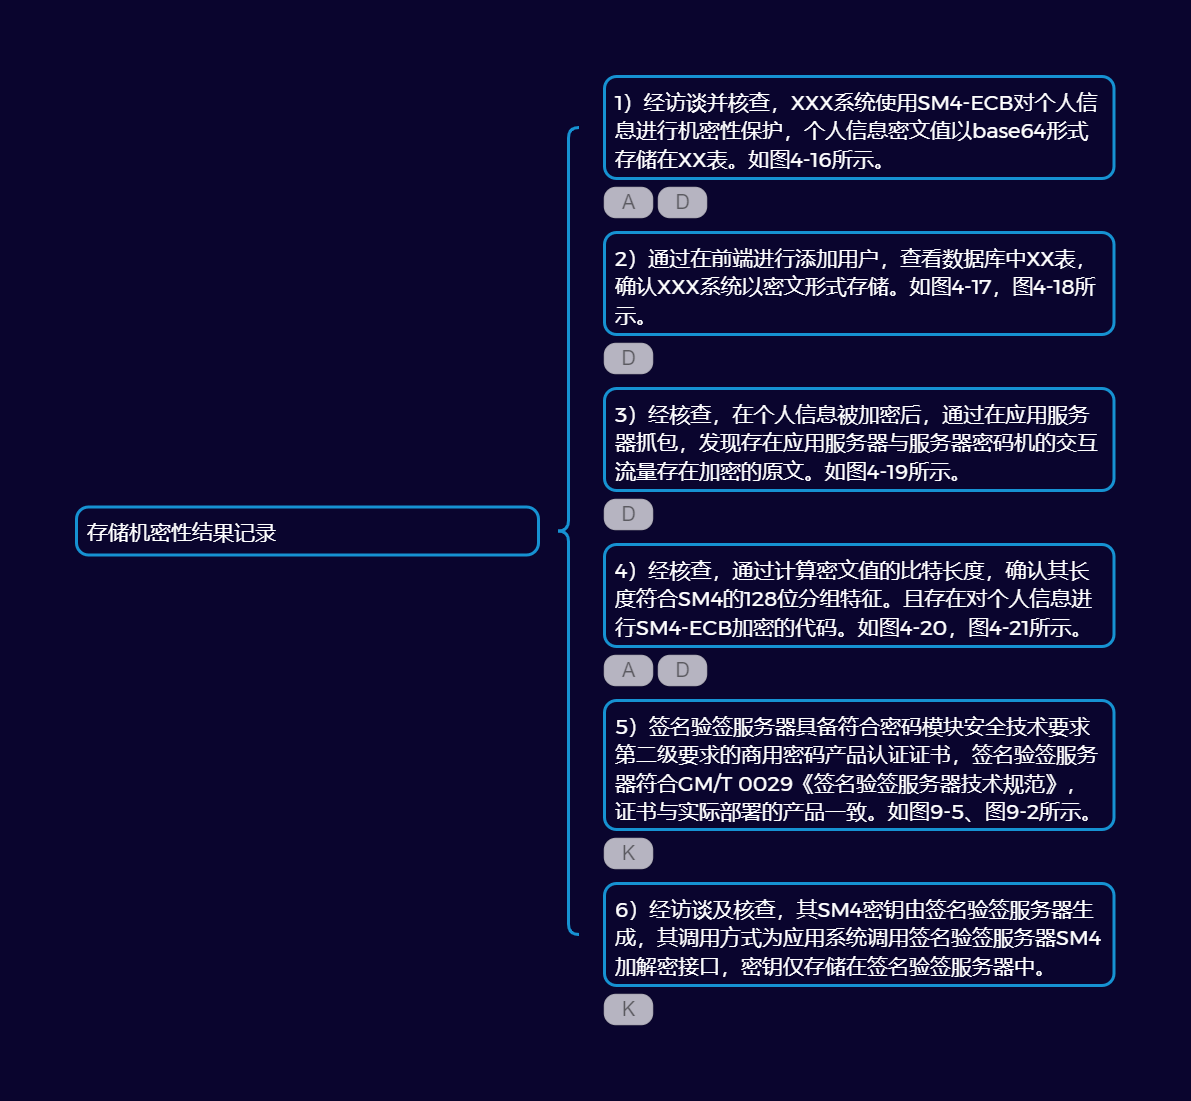 1）经访谈并核查，XXX系统使用SM4-ECB对个人信
息进行机密性保护，个人信息密文值以base64形式
存储在XX表。如图4-16所示。
A D
2）通过在前端进行添加用户，查看数据库中XX表，
确认XXX系统以密文形式存储。如图4-17，图4-18所
示。
D
3）经核查，在个人信息被加密后，通过在应用服务
器抓包，发现存在应用服务器与服务器密码机的交互
流量存在加密的原文。如图4-19所示。
D
存储机密性结果记录
4）经核查，通过计算密文值的比特长度，确认其长
度符合SM4的128位分组特征。且存在对个人信息进
行SM4-ECB加密的代码。如图4-20，图4-21所示。
A D
5）签名验签服务器具备符合密码模块安全技术要求
第二级要求的商用密码产品认证证书，签名验签服务
器符合GM/T 0029《签名验签服务器技术规范》，
证书与实际部署的产品一致。如图9-5、图9-2所示。
K
6）经访谈及核查，其SM4密钥由签名验签服务器生
成，其调用方式为应用系统调用签名验签服务器SM4
加解密接口，密钥仅存储在签名验签服务器中。
K